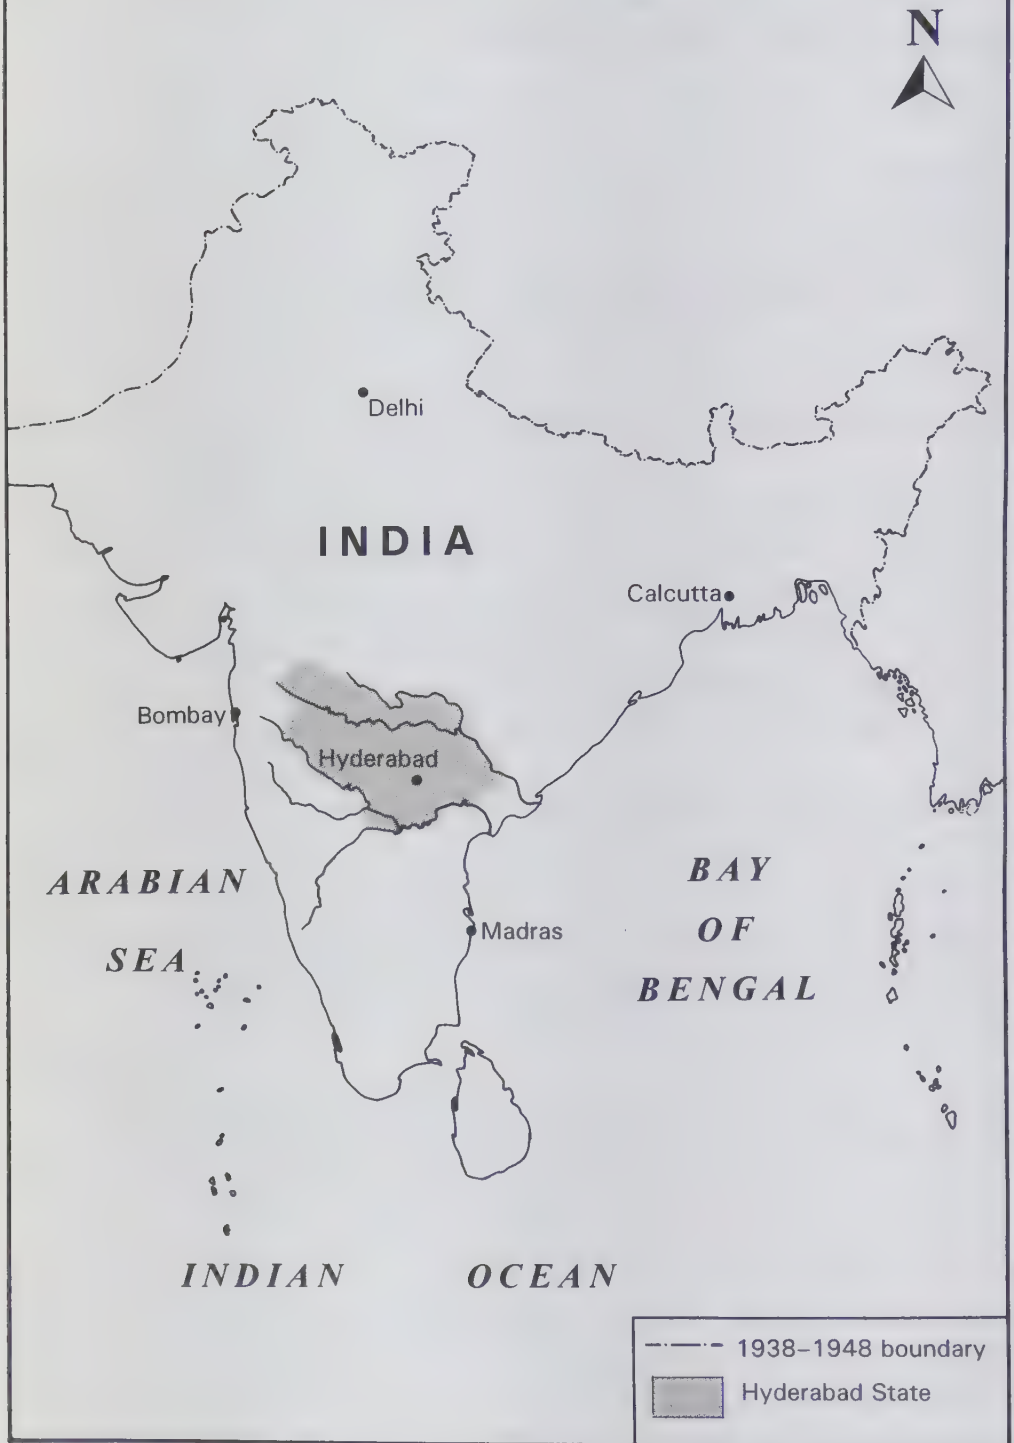 N
Delhi
INDIA
Calcutta
Bombay
Hyderabad
ARABIAN
SEA
BAY
OF
BENGAL
Madras
INDIAN OCEAN
1938–1948 boundary
Hyderabad State